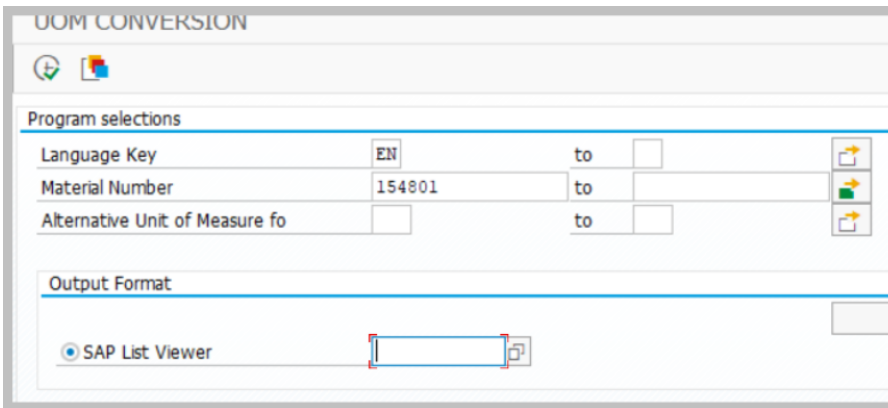 UOM CONVERSION
Program selections
Language Key EN to
Material Number 154801 to
Alternative Unit of Measure fo to
Output Format
SAP List Viewer